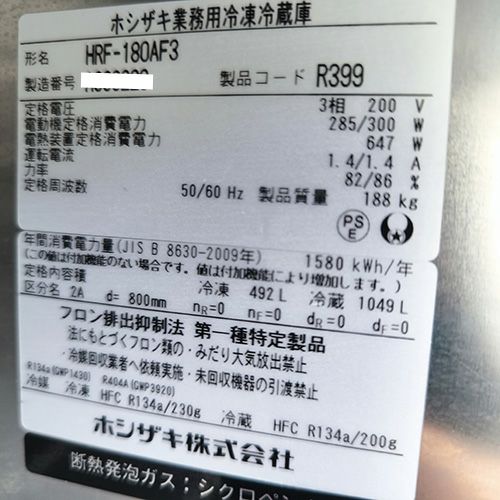 ホシザキ業務用冷凍冷蔵庫
形名 HRF-180AF3
製造番号 製品コード R399
定格電圧 3相 200 V
電動機定格消費電力 285/300 W
電熱装置定格消費電力 647 W
運転電流 1.4/1.4 A
力率 82/86 %
定格周波数 50/60 Hz 製品質量 188 kg
PS
E
年間消費電力量(JIS B 8630-2009年) 1580 kWh/年
(この値は付加機能のない場合です。値は付加機能により増加します。)
定格内容積 冷凍 492 L 冷蔵 1049 L
区分名 2A d= 800mm nR=0 nF=0 dR=0 dF=0
フロン排出抑制法 第一種特定製品
・法にもとづくフロン類の・みだり大気放出禁止
・冷媒回収業者へ依頼実施・未回収機器の引渡禁止
R134a(GWP1430) R404A(GWP3920)
冷媒 冷凍 HFC R134a/230g 冷蔵 HFC R134a/200g
ホシザキ株式会社
断熱発泡ガス;シクロペン